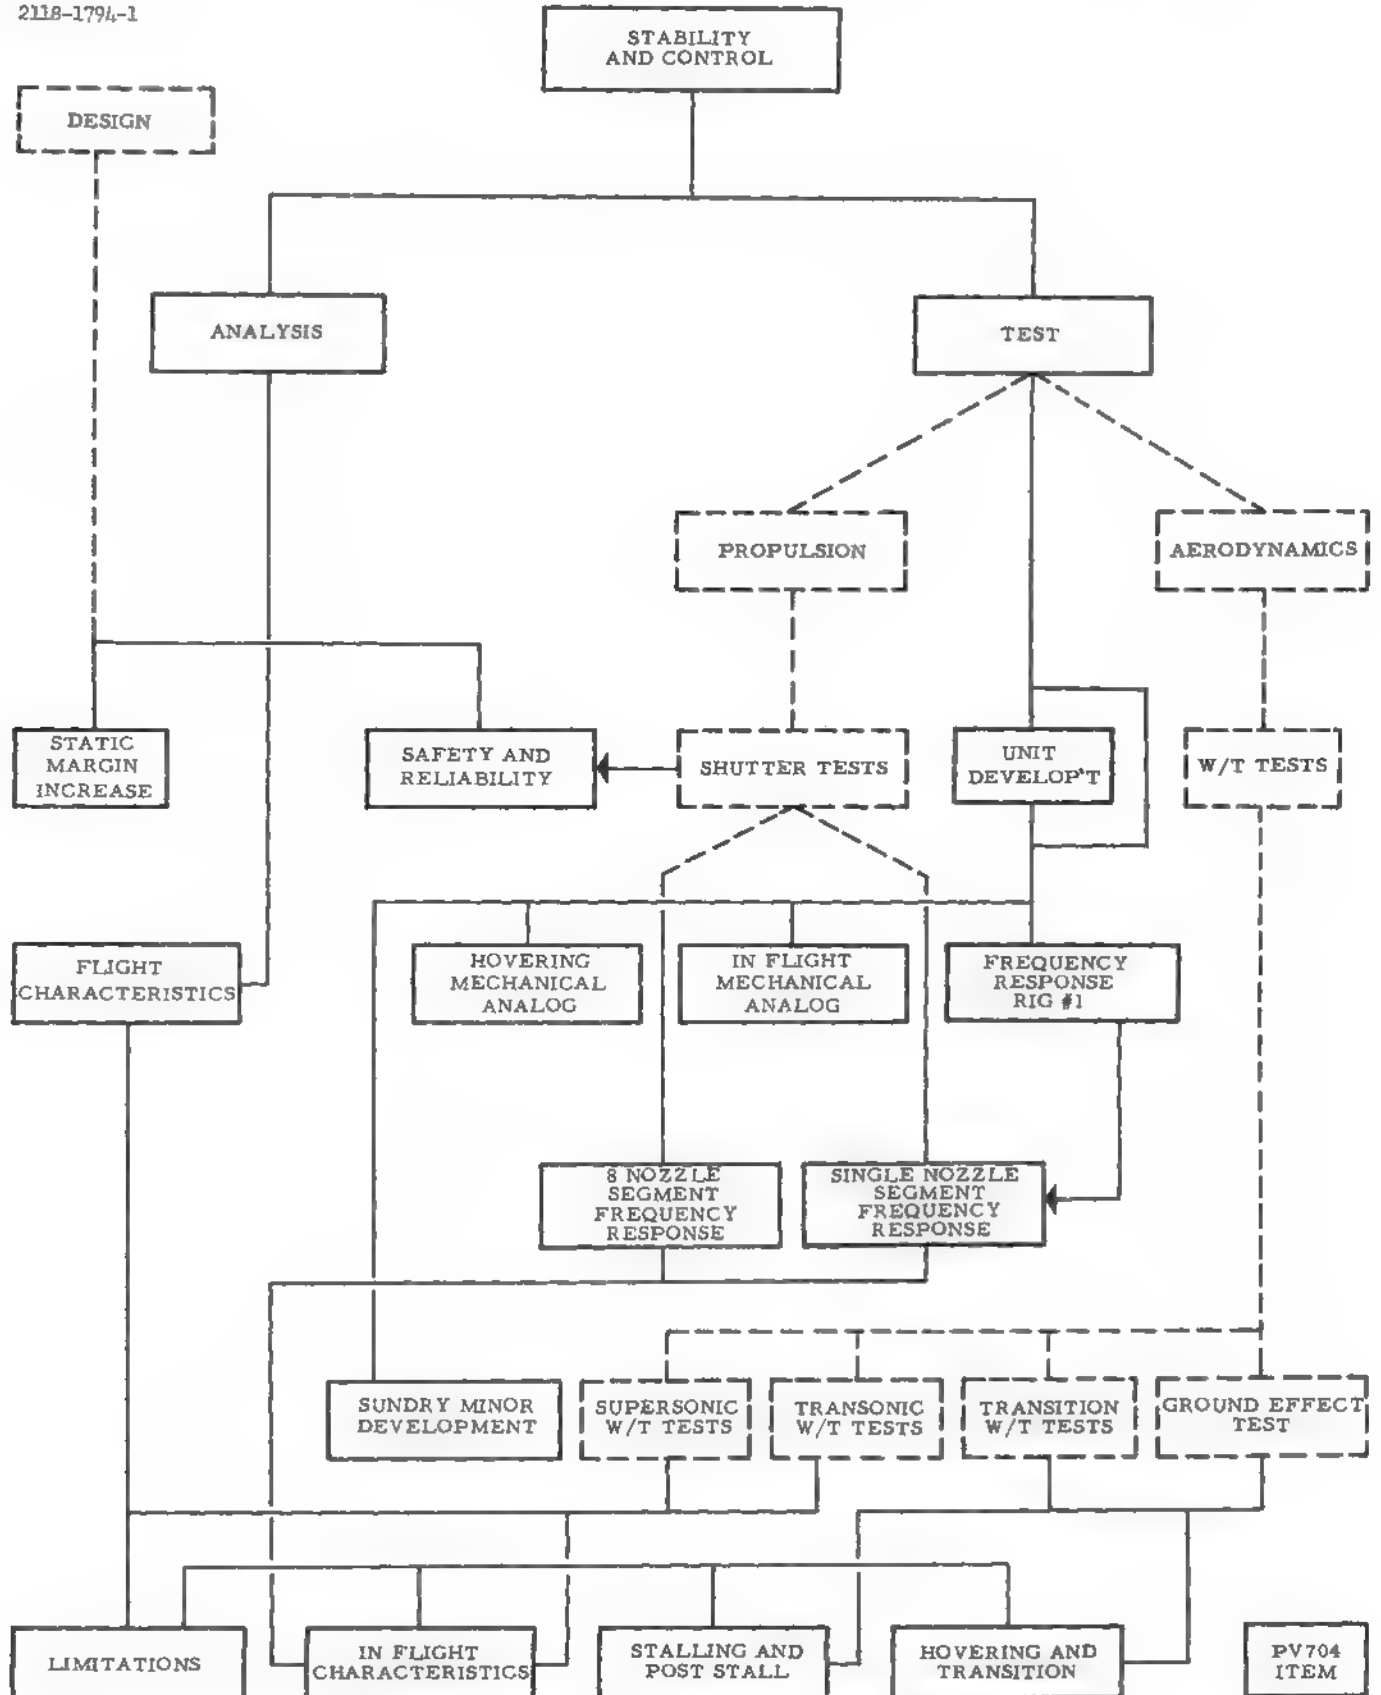 2118-1794-1
STABILITY
AND CONTROL
DESIGN
ANALYSIS
TEST
PROPULSION
AERODYNAMICS
STATIC
MARGIN
INCREASE
SAFETY AND
RELIABILITY
SHUTTER TESTS
UNIT
DEVELOP'T
W/T TESTS
FLIGHT
CHARACTERISTICS
HOVERING
MECHANICAL
ANALOG
IN FLIGHT
MECHANICAL
ANALOG
FREQUENCY
RESPONSE
RIG #1
8 NOZZLE
SEGMENT
FREQUENCY
RESPONSE
SINGLE NOZZLE
SEGMENT
FREQUENCY
RESPONSE
SUNDRY MINOR
DEVELOPMENT
SUPERSONIC
W/T TESTS
TRANSONIC
W/T TESTS
TRANSITION
W/T TESTS
GROUND EFFECT
TEST
LIMITATIONS
IN FLIGHT
CHARACTERISTICS
STALLING AND
POST STALL
HOVERING AND
TRANSITION
PV704
ITEM